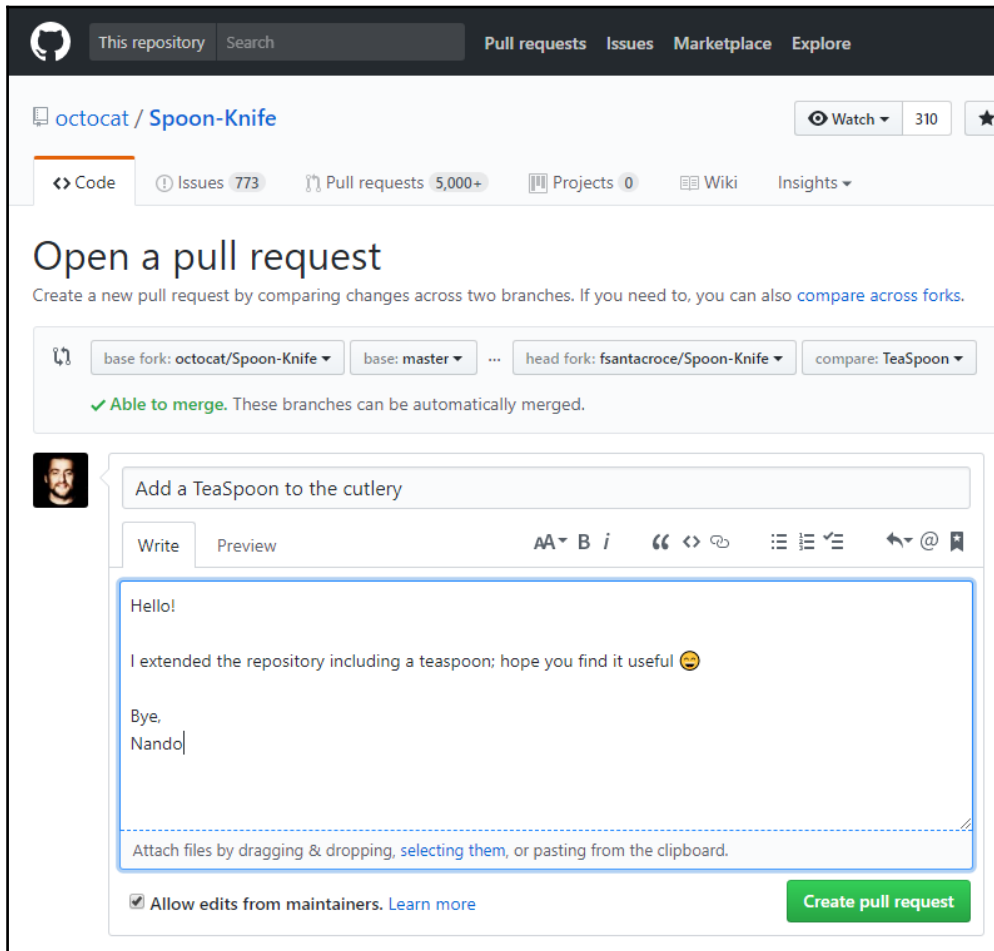 This repository Search Pull requests Issues Marketplace Explore
octocat / Spoon-Knife Watch 310
Code Issues 773 Pull requests 5,000+ Projects 0 Wiki Insights
Open a pull request
Create a new pull request by comparing changes across two branches. If you need to, you can also compare across forks.
base fork: octocat/Spoon-Knife base: master ... head fork: fsantacroce/Spoon-Knife compare: TeaSpoon
Able to merge. These branches can be automatically merged.
Add a TeaSpoon to the cutlery
Write Preview AA B i
Hello!
I extended the repository including a teaspoon; hope you find it useful 😄
Bye,
Nando
Attach files by dragging & dropping, selecting them, or pasting from the clipboard.
Allow edits from maintainers. Learn more
Create pull request